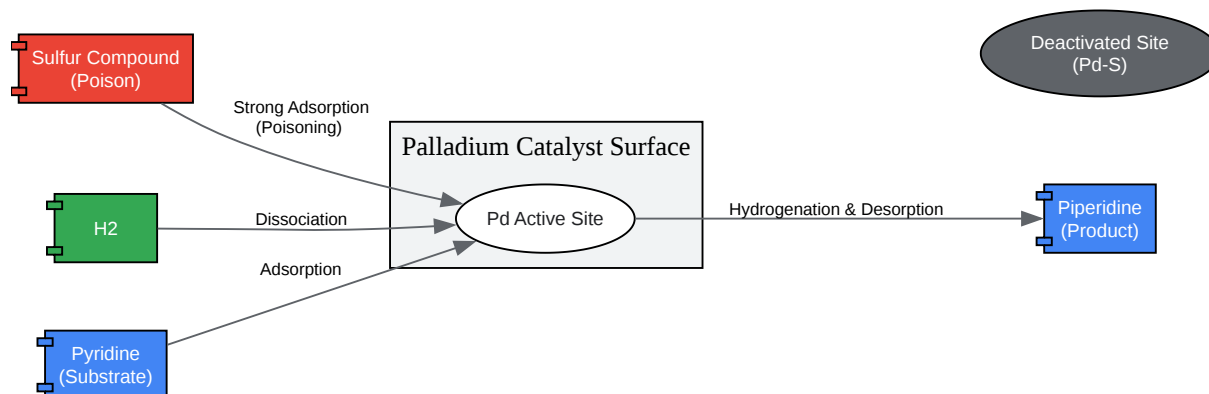 Sulfur Compound
(Poison)
Strong Adsorption
(Poisoning)
Palladium Catalyst Surface
Deactivated Site
(Pd-S)
H2
Dissociation
Pd Active Site
Hydrogenation & Desorption
Piperidine
(Product)
Adsorption
Pyridine
(Substrate)